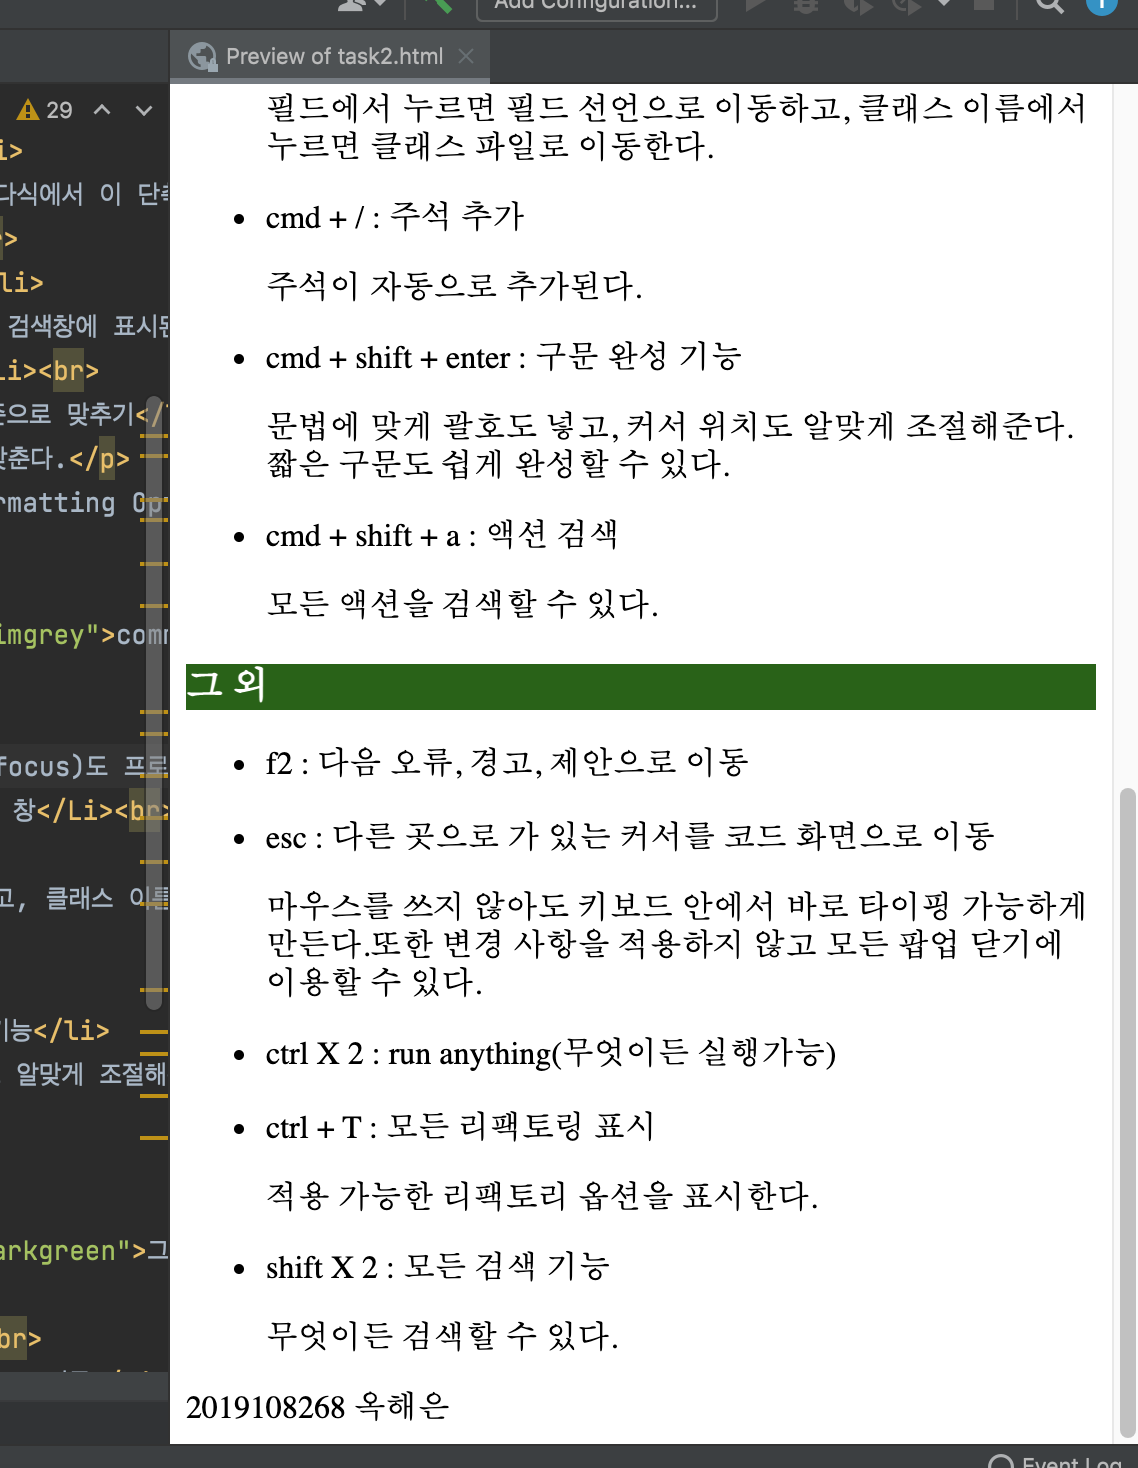 Add Configuration...
Preview of task2.html
29
i>
다식에서 이 단축
r>
li>
검색창에 표시된
Li><br>
준으로 맞추기</l
맞춘다.</p>
rmatting Op
imgrey">comm
focus)도 프로
창</Li><br>
고, 클래스 이름
기능</li>
알맞게 조절해
arkgreen">그
br>
필드에서 누르면 필드 선언으로 이동하고, 클래스 이름에서
누르면 클래스 파일로 이동한다.
• cmd + / : 주석 추가
주석이 자동으로 추가된다.
• cmd + shift + enter : 구문 완성 기능
문법에 맞게 괄호도 넣고, 커서 위치도 알맞게 조절해준다.
짧은 구문도 쉽게 완성할 수 있다.
• cmd + shift + a : 액션 검색
모든 액션을 검색할 수 있다.
그 외
• f2 : 다음 오류, 경고, 제안으로 이동
• esc : 다른 곳으로 가 있는 커서를 코드 화면으로 이동
마우스를 쓰지 않아도 키보드 안에서 바로 타이핑 가능하게
만든다.또한 변경 사항을 적용하지 않고 모든 팝업 닫기에
이용할 수 있다.
• ctrl X 2 : run anything(무엇이든 실행가능)
• ctrl + T : 모든 리팩토링 표시
적용 가능한 리팩토리 옵션을 표시한다.
• shift X 2 : 모든 검색 기능
무엇이든 검색할 수 있다.
2019108268 옥해은
Event Log